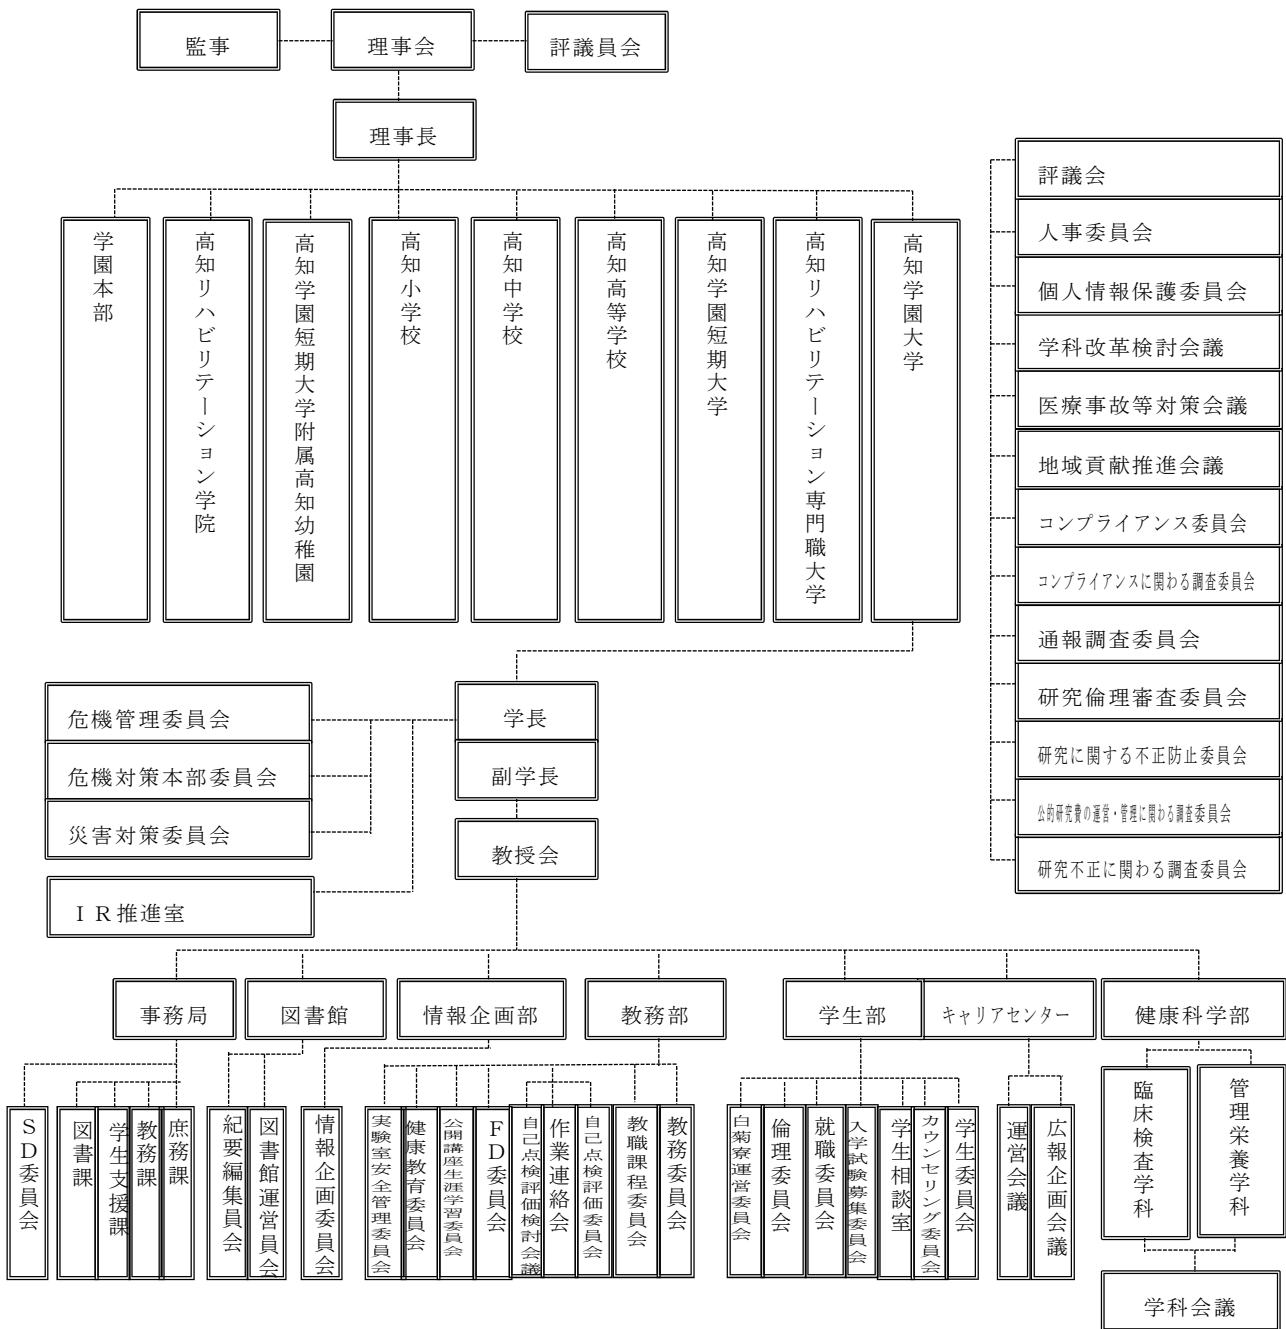 監事
理事会
評議員会
理事長
学園本部
高知リハビリテーション学院
高知学園短期大学附属高知幼稚園
高知小学校
高知中学校
高知高等学校
高知学園短期大学
高知リハビリテーション専門職大学
高知学園大学
評議会
人事委員会
個人情報保護委員会
学科改革検討会議
医療事故等対策会議
地域貢献推進会議
コンプライアンス委員会
コンプライアンスに関わる調査委員会
通報調査委員会
研究倫理審査委員会
研究に関する不正防止委員会
公的研究費の運営・管理に関わる調査委員会
研究不正に関わる調査委員会
危機管理委員会
危機対策本部委員会
災害対策委員会
ＩＲ推進室
学長
副学長
教授会
事務局
図書館
情報企画部
教務部
学生部
キャリアセンター
健康科学部
ＳＤ委員会
図書課
学生支援課
教務課
庶務課
紀要編集員会
図書館運営員会
情報企画委員会
実験室安全管理委員会
健康教育委員会
公開講座生涯学習委員会
ＦＤ委員会
自己点検評価検討会議
作業連絡会
自己点検評価委員会
教職課程委員会
教務委員会
白菊寮運営委員会
倫理委員会
就職委員会
入学試験募集委員会
学生相談室
カウンセリング委員会
学生委員会
運営会議
広報企画会議
臨床検査学科
管理栄養学科
学科会議